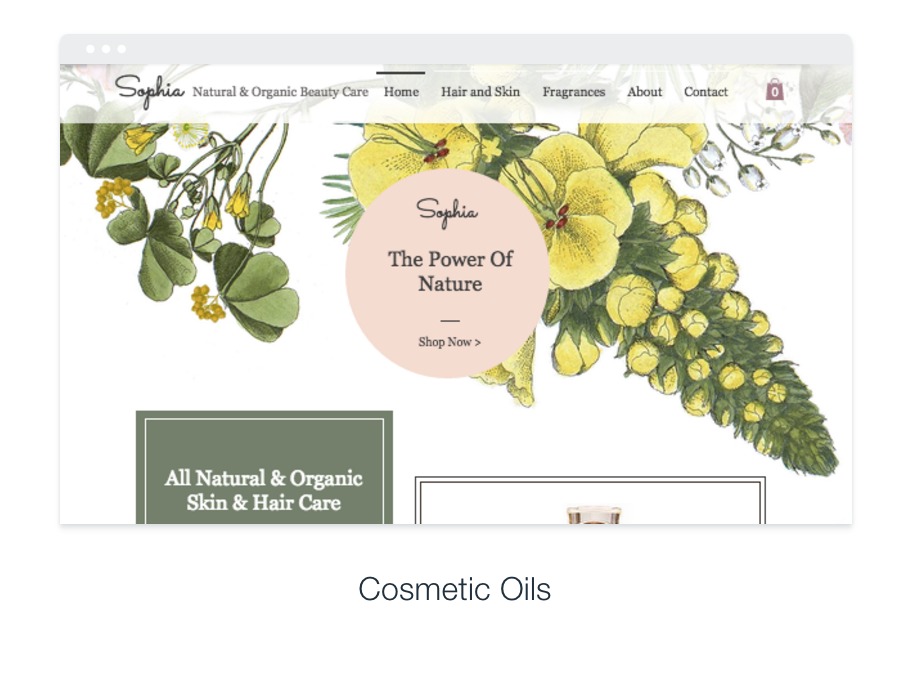 Sophia Natural & Organic Beauty Care Home Hair and Skin Fragrances About Contact 0
Sophia
The Power Of
Nature
Shop Now >
All Natural & Organic
Skin & Hair Care
Cosmetic Oils